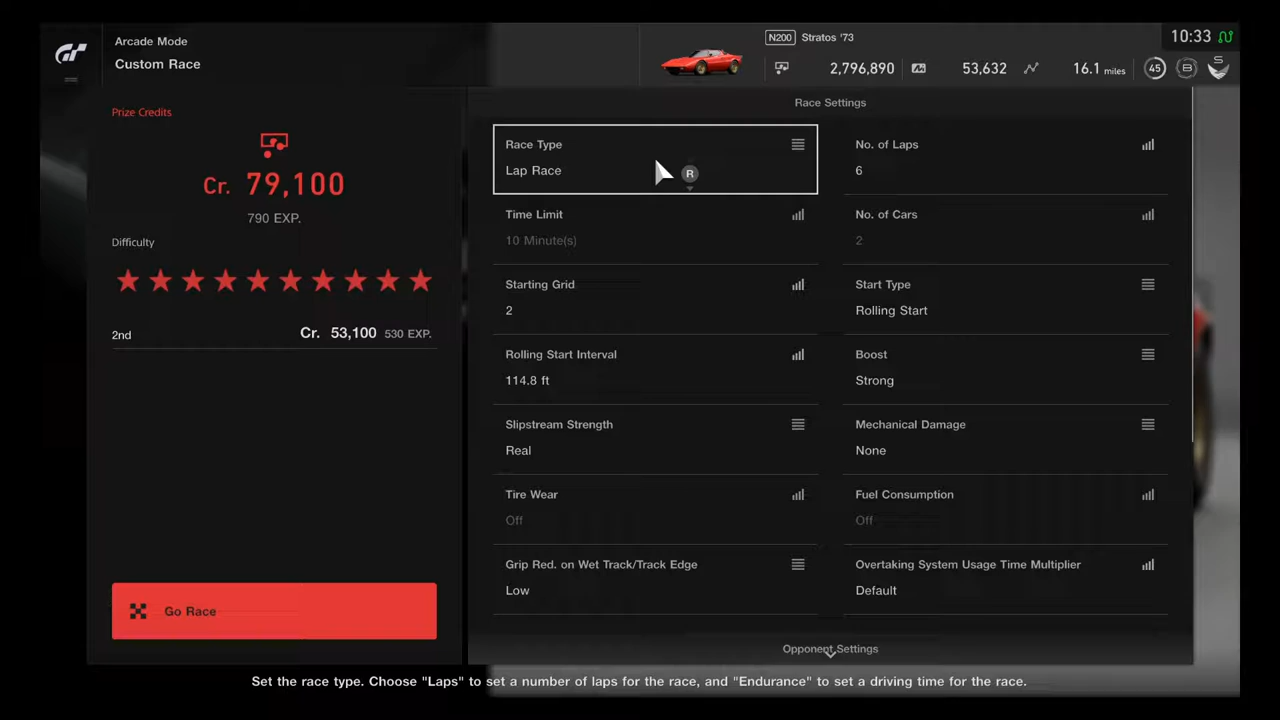 Arcade Mode
Custom Race
N200 Stratos '73
2,796,890 53,632 16.1 miles 45 B S
10:33
Prize Credits
Cr. 79,100
790 EXP.
Difficulty
2nd Cr. 53,100 530 EXP.
Go Race
Race Settings
Race Type
Lap Race
R
No. of Laps
6
Time Limit
10 Minute(s)
No. of Cars
2
Starting Grid
2
Start Type
Rolling Start
Rolling Start Interval
114.8 ft
Boost
Strong
Slipstream Strength
Real
Mechanical Damage
None
Tire Wear
Off
Fuel Consumption
Off
Grip Red. on Wet Track/Track Edge
Low
Overtaking System Usage Time Multiplier
Default
Opponent Settings
Set the race type. Choose "Laps" to set a number of laps for the race, and "Endurance" to set a driving time for the race.